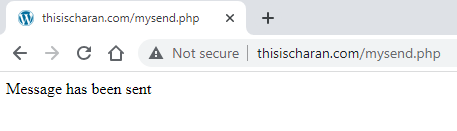 thisischaran.com/mysend.php
Not secure | thisischaran.com/mysend.php
Message has been sent